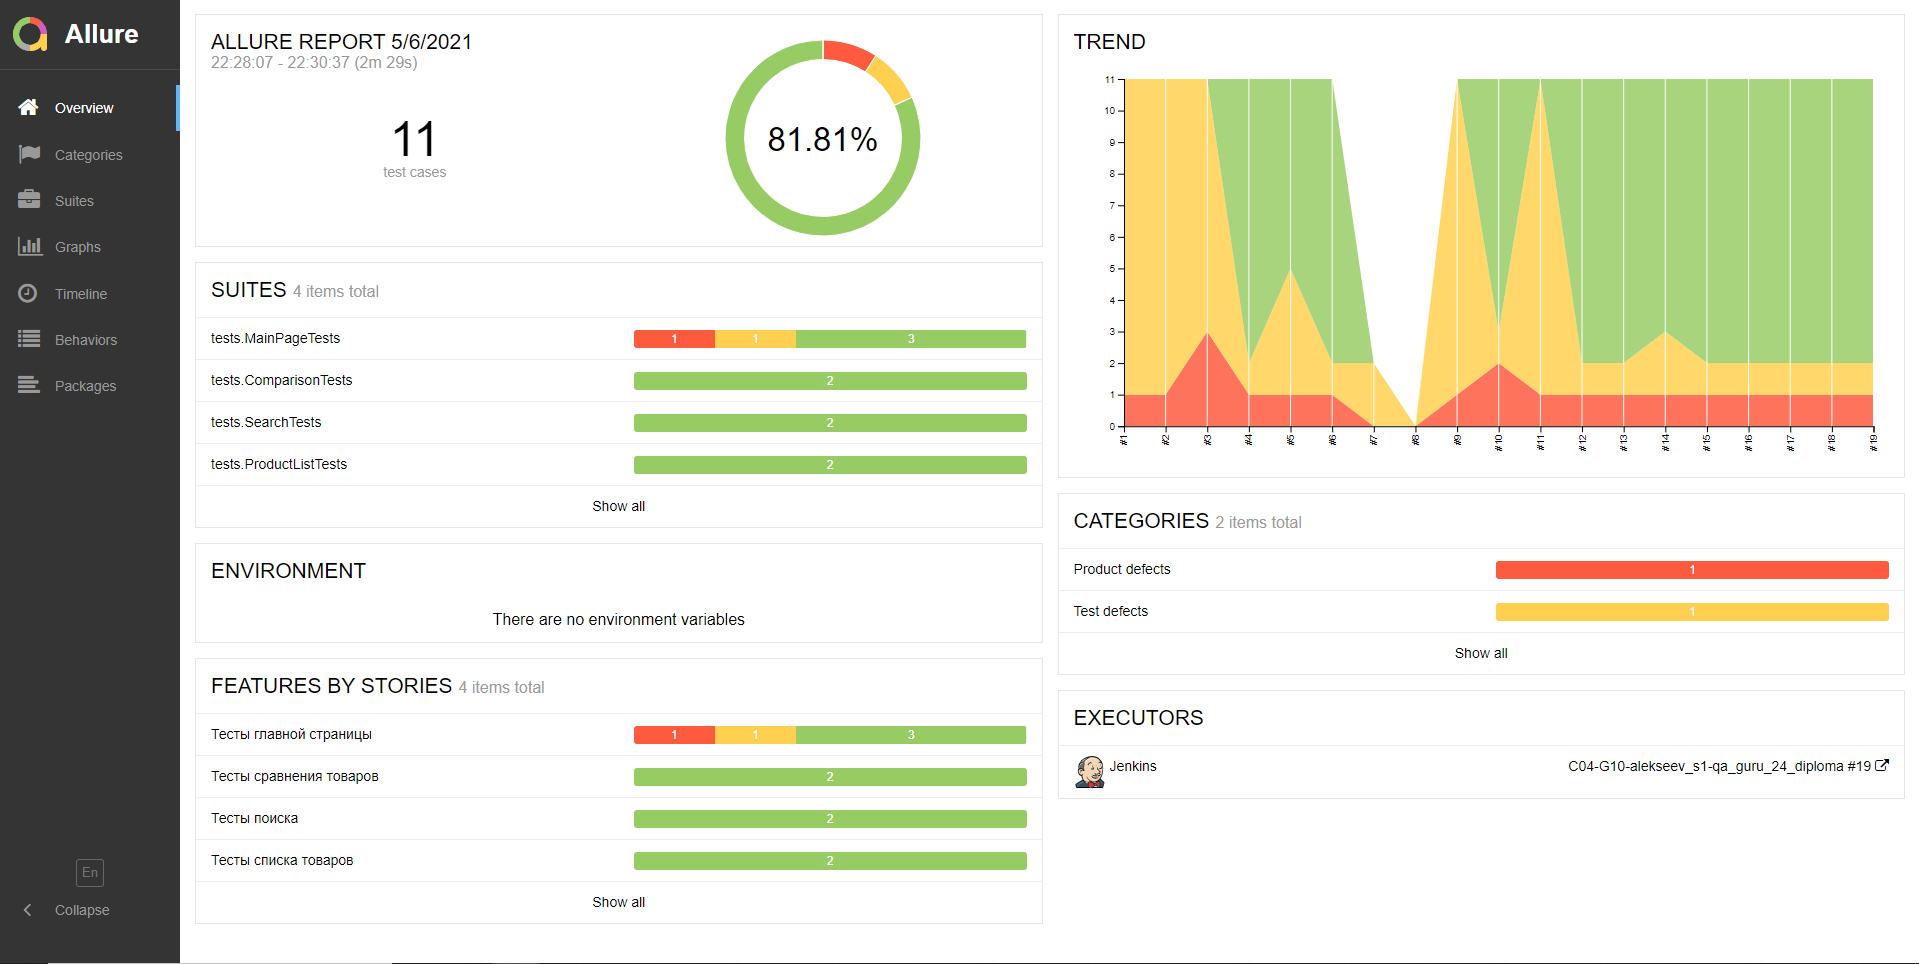 Allure
Overview
Categories
Suites
Graphs
Timeline
Behaviors
Packages
En
Collapse
ALLURE REPORT 5/6/2021
22:28:07 - 22:30:37 (2m 29s)
11
test cases
81.81%
SUITES 4 items total
tests.MainPageTests 1 1 3
tests.ComparisonTests 2
tests.SearchTests 2
tests.ProductListTests 2
Show all
ENVIRONMENT
There are no environment variables
FEATURES BY STORIES 4 items total
Тесты главной страницы 1 1 3
Тесты сравнения товаров 2
Тесты поиска 2
Тесты списка товаров 2
Show all
TREND
11
10
9
8
7
6
5
4
3
2
1
0
#1 #2 #3 #4 #5 #6 #7 #8 #9 #10 #11 #12 #13 #14 #15 #16 #17 #18 #19
CATEGORIES 2 items total
Product defects 1
Test defects 1
Show all
EXECUTORS
Jenkins C04-G10-alekseev_s1-qa_guru_24_diploma #19